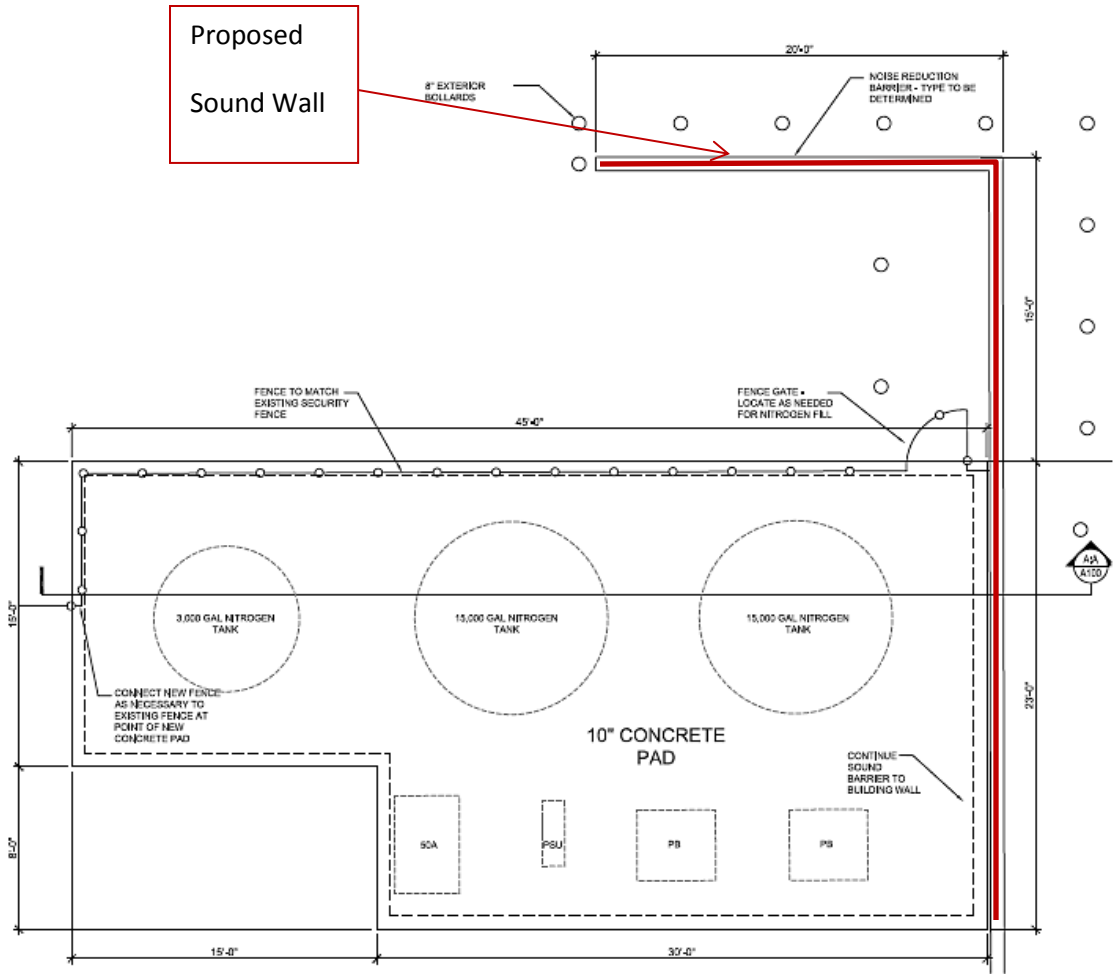 Proposed
Sound Wall
20'-0"
8" EXTERIOR
BOLLARDS
NOISE REDUCTION
BARRIER - TYPE TO BE
DETERMINED
15'-0"
FENCE TO MATCH
EXISTING SECURITY
FENCE
FENCE GATE -
LOCATE AS NEEDED
FOR NITROGEN FILL
45'-0"
A100
15'-0"
3,000 GAL NITROGEN
TANK
15,000 GAL NITROGEN
TANK
15,000 GAL NITROGEN
TANK
CONNECT NEW FENCE
AS NECESSARY TO
EXISTING FENCE AT
POINT OF NEW
CONCRETE PAD
23'-0"
10" CONCRETE
PAD
CONTINUE
SOUND
BARRIER TO
BUILDING WALL
8'-0"
50A
PSU
PB
PB
15'-0"
30'-0"